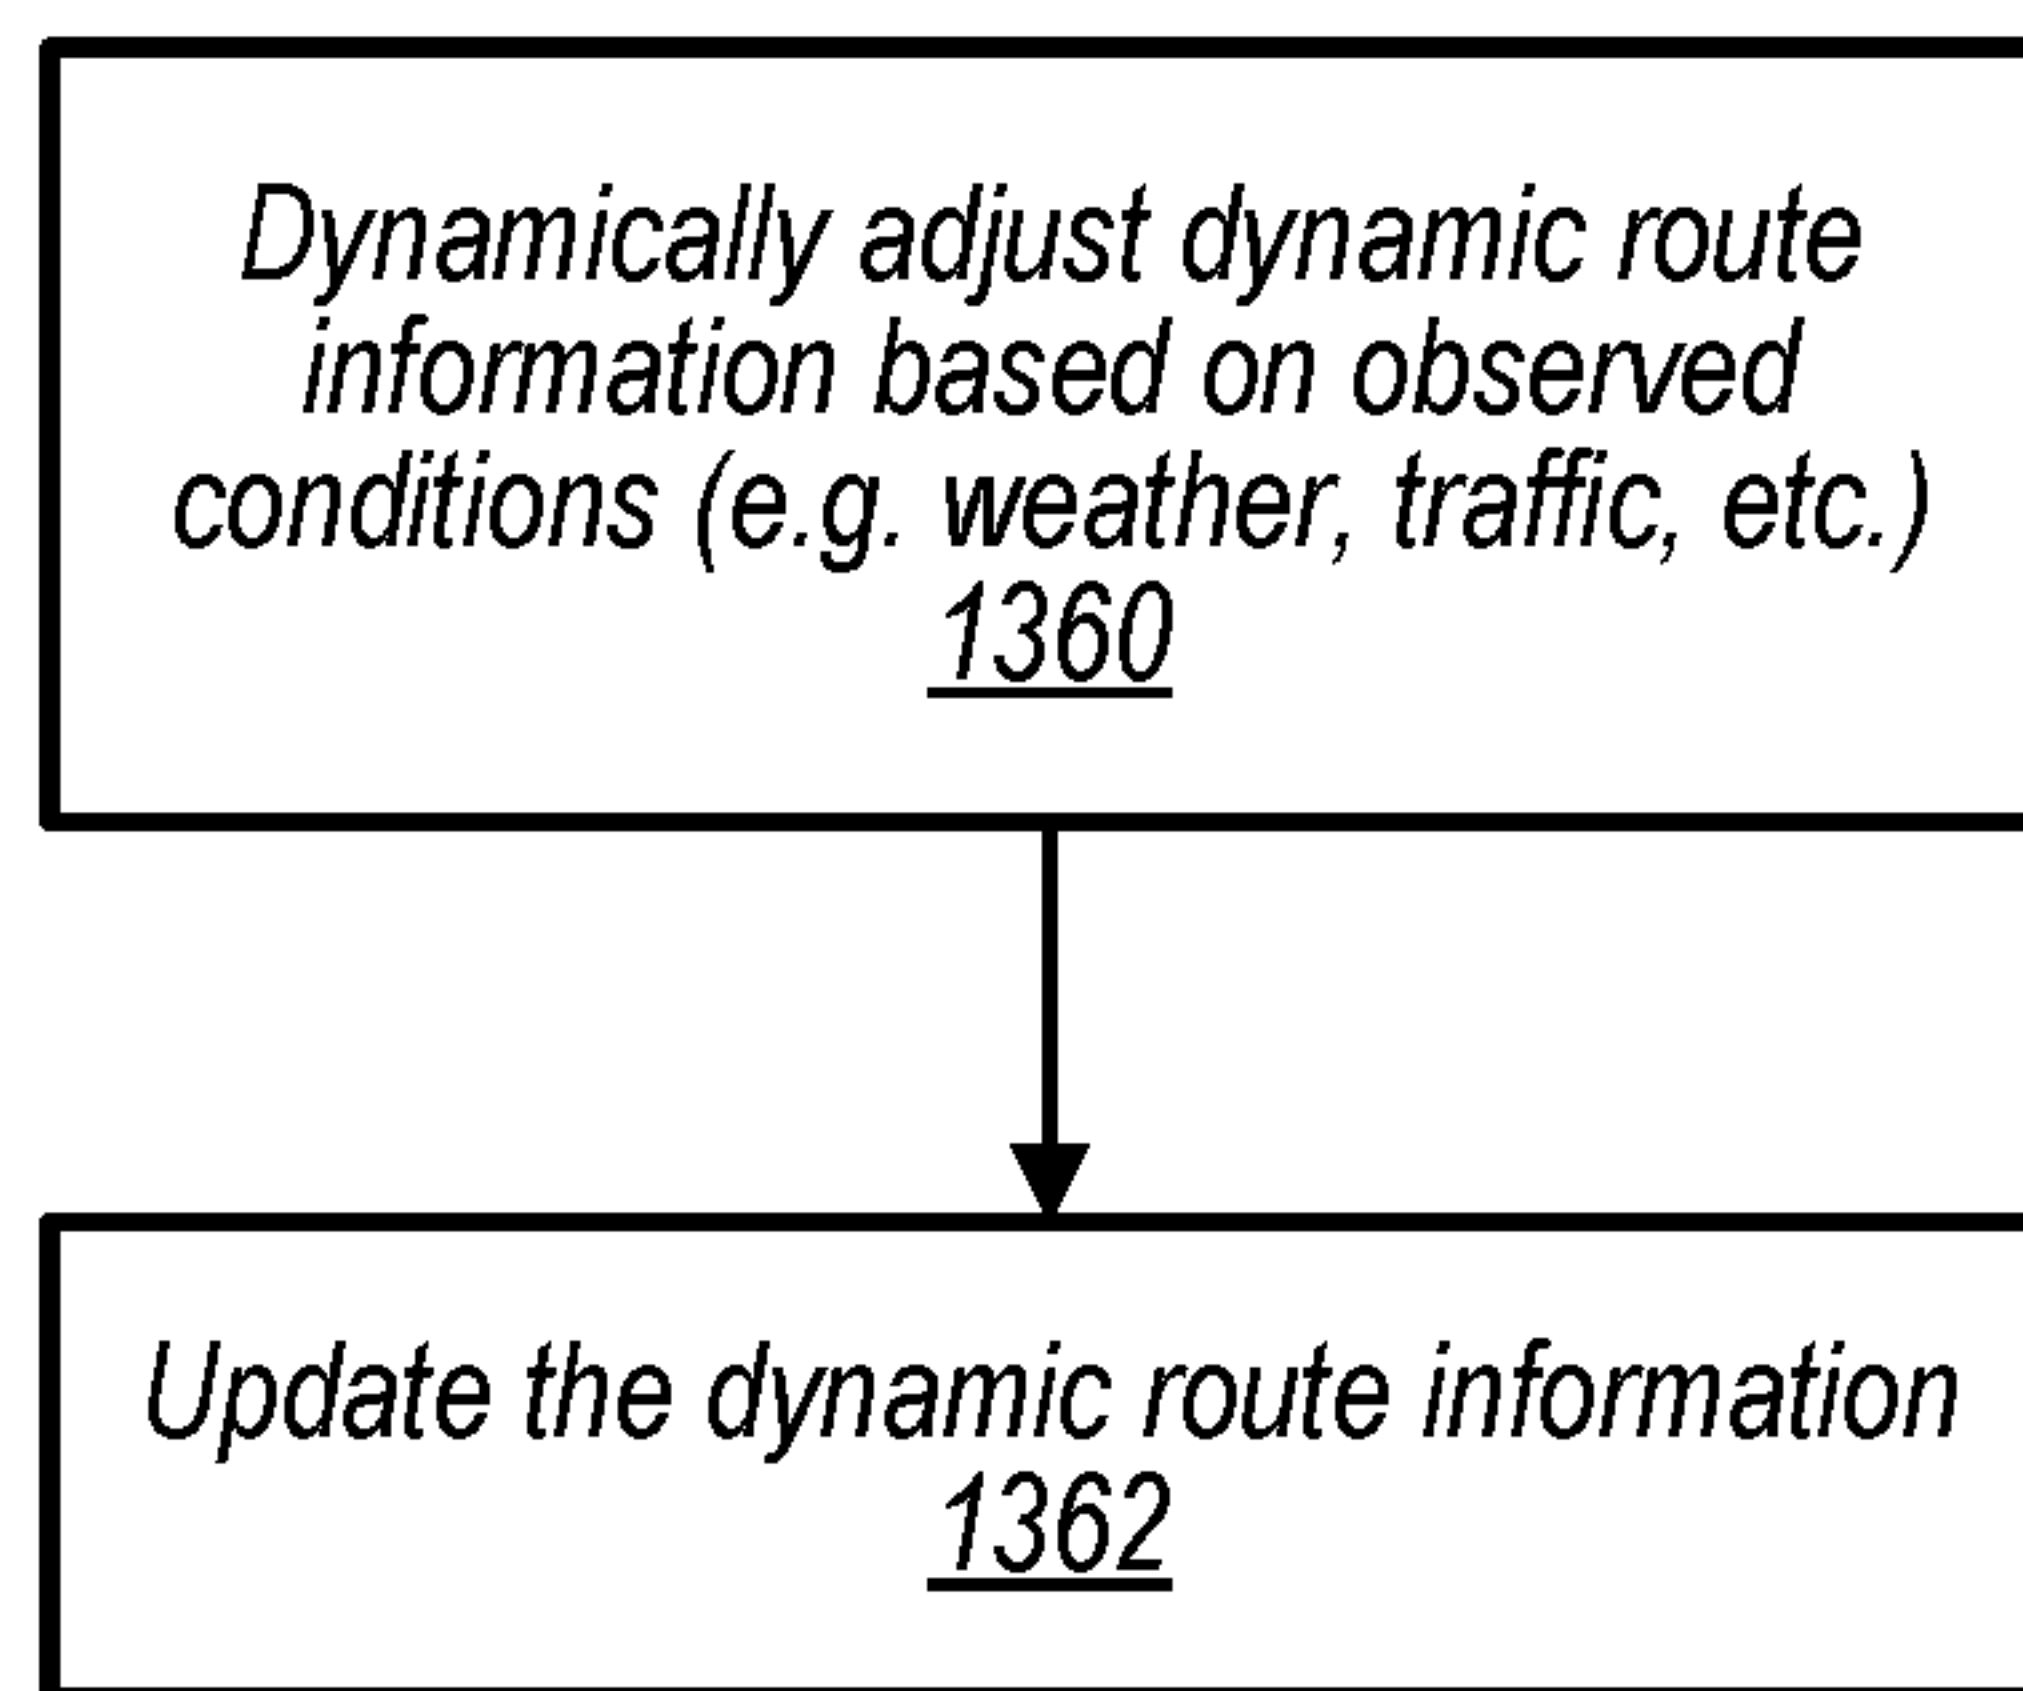 Dynamically adjust dynamic route
information based on observed
conditions (e.g. weather, traffic, etc.)
1360
Update the dynamic route information
1362